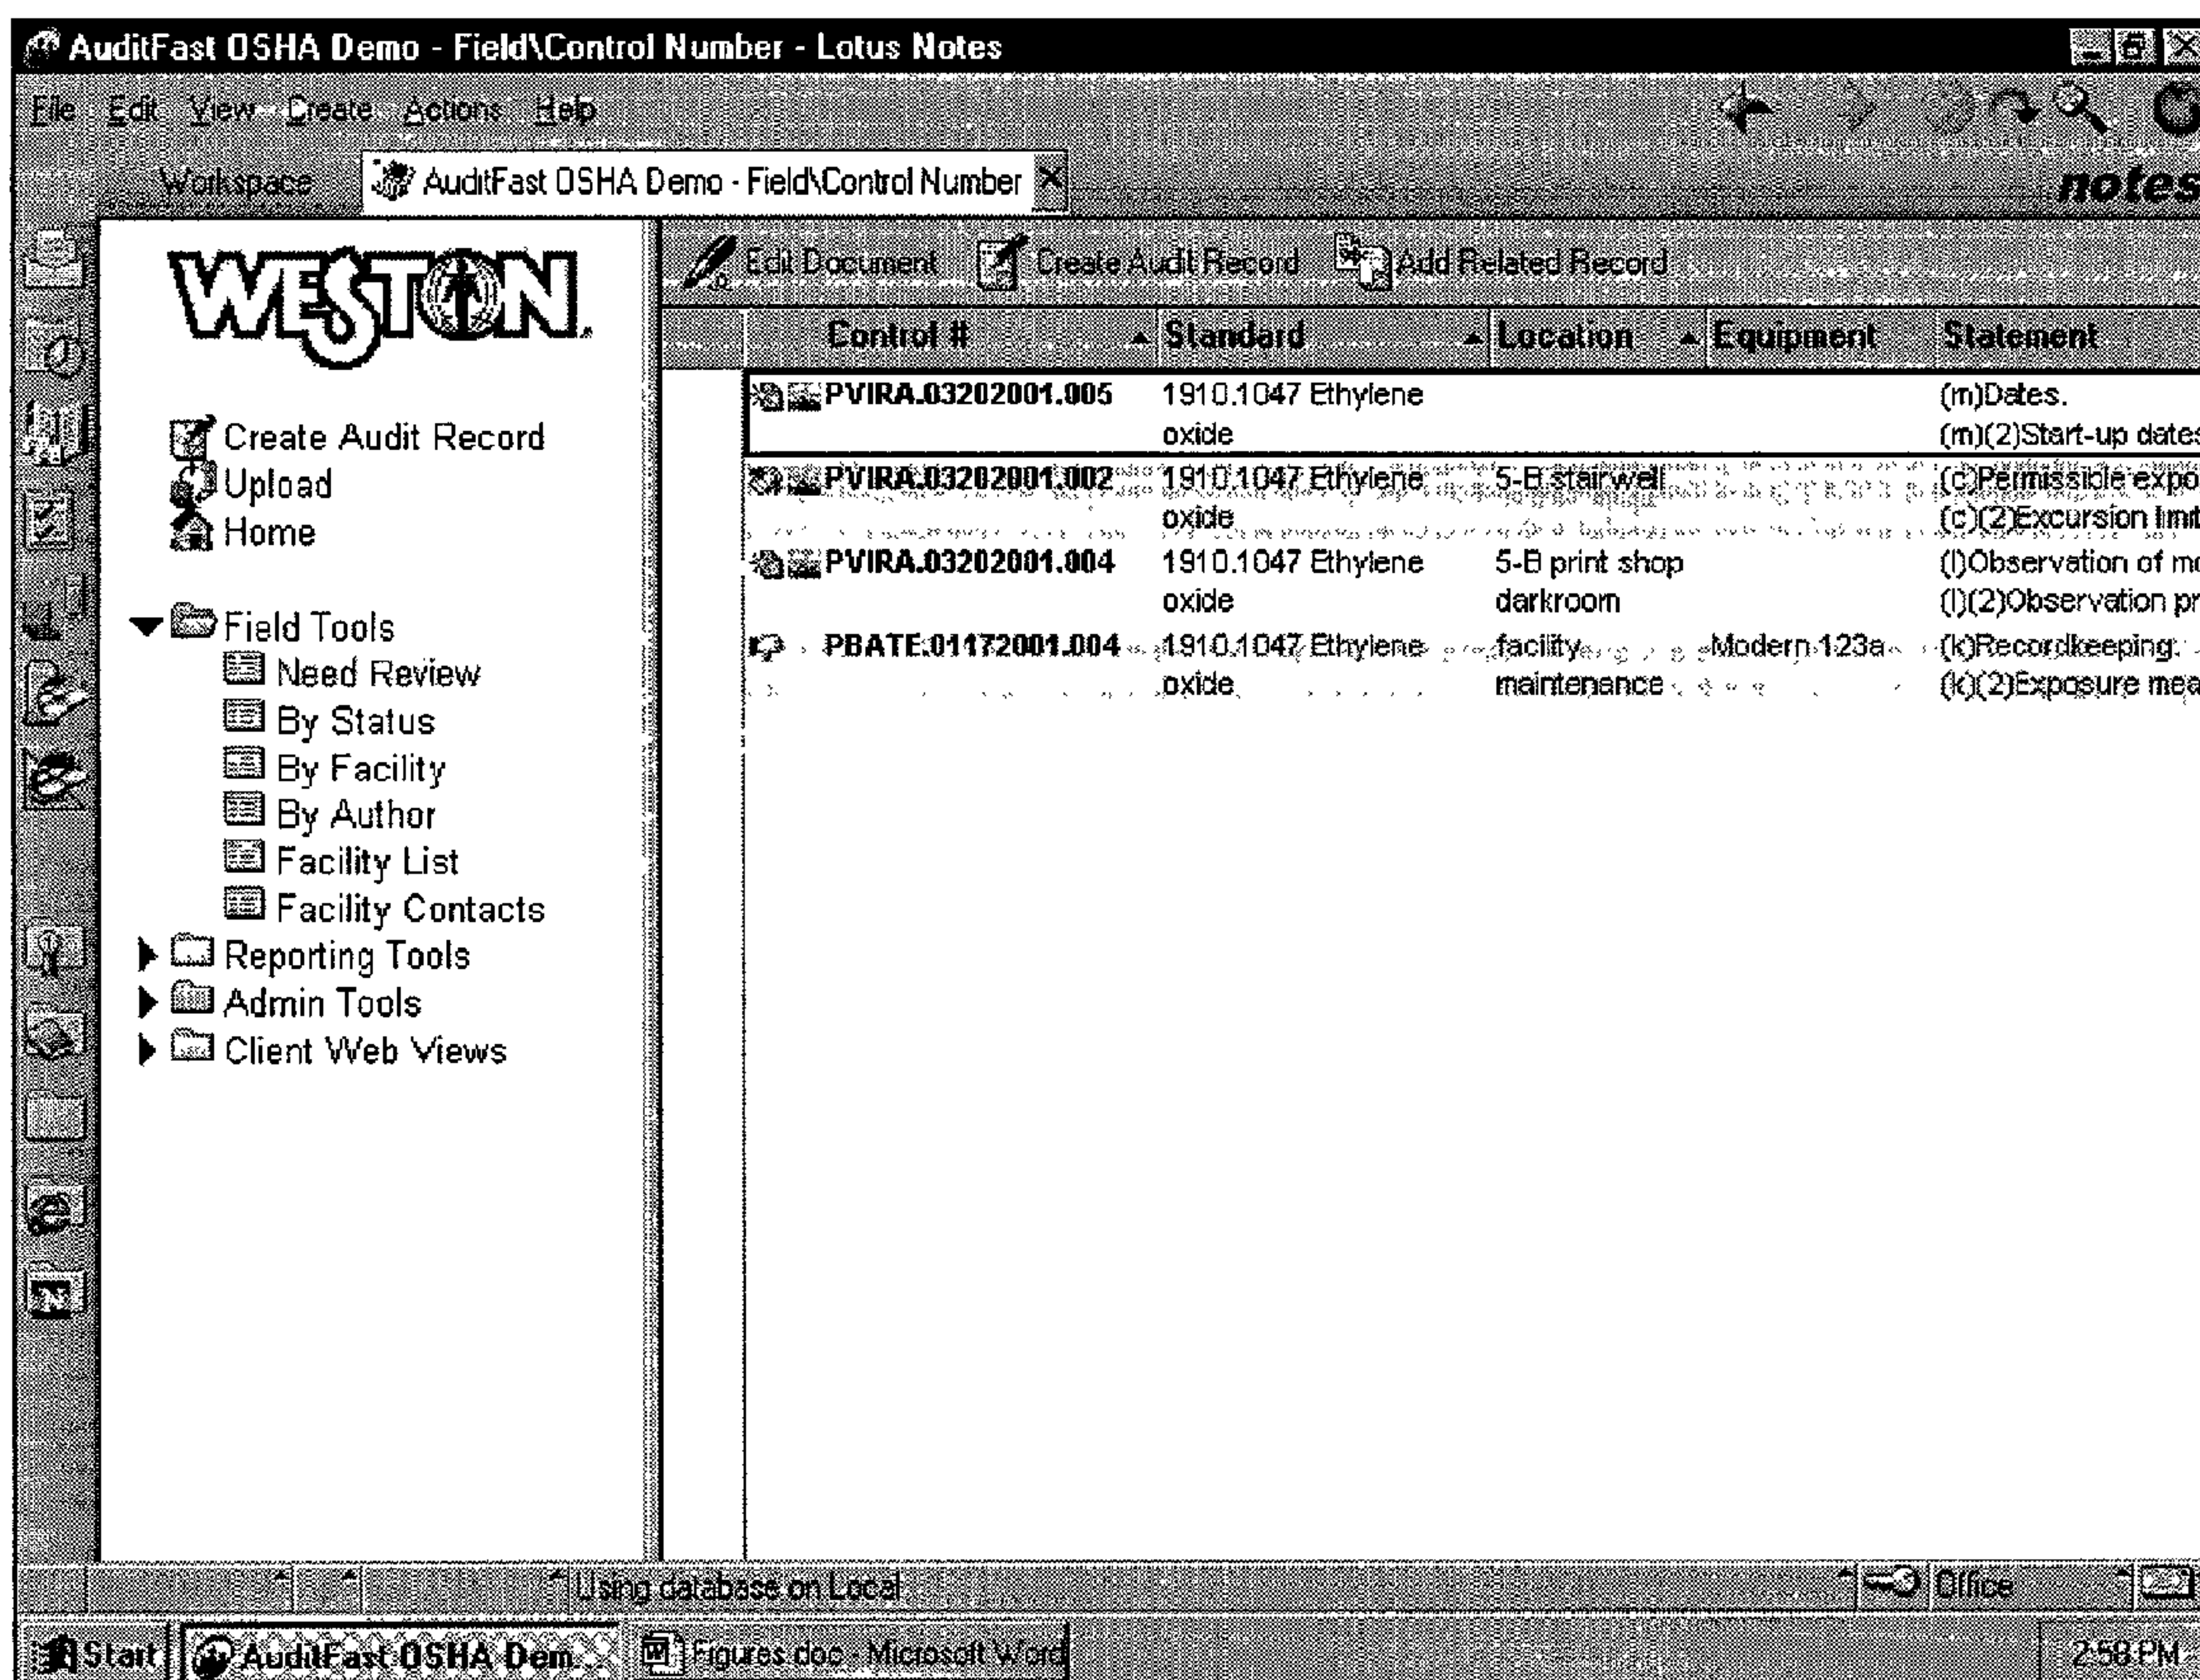 AuditFast OSHA Demo - Field\Control Number - Lotus Notes
File Edit View Create Actions Help
Workspace AuditFast OSHA Demo - Field\Control Number
notes
WESTON
Edit Document Create Audit Record Add Related Record
Control # Standard Location Equipment Statement
PVIRA.03202001.005 1910.1047 Ethylene (m)Dates.
oxide (m)(2)Start-up dates
PVIRA.03202001.002 1910.1047 Ethylene 5-B stairwell (c)Permissible expo
oxide (c)(2)Excursion limit
PVIRA.03202001.004 1910.1047 Ethylene 5-B print shop (l)Observation of mo
oxide darkroom (l)(2)Observation pr
PBATE.01172001.004 1910.1047 Ethylene facility Modern 123a (k)Recordkeeping.
oxide maintenance (k)(2)Exposure mea
Create Audit Record
Upload
Home
Field Tools
Need Review
By Status
By Facility
By Author
Facility List
Facility Contacts
Reporting Tools
Admin Tools
Client Web Views
Using database on Local Office
Start AuditFast OSHA Dem... Figures.doc - Microsoft Word 2:58 PM